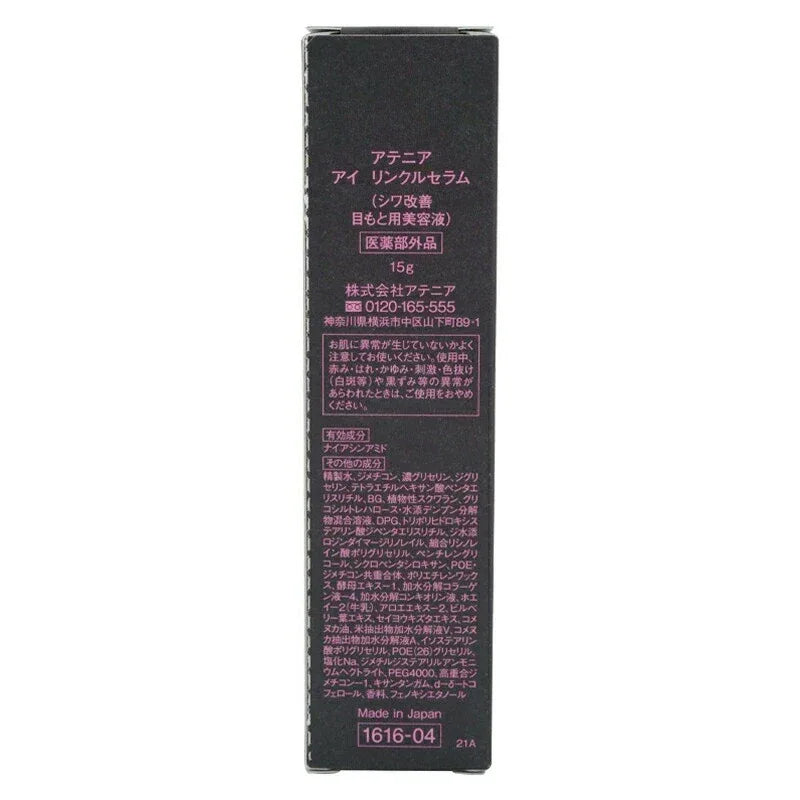 アテニア
アイ リンクルセラム
(シワ改善
目もと用美容液)
医薬部外品
15g
株式会社アテニア
0120-165-555
神奈川県横浜市中区山下町89-1
お肌に異常が生じていないかよく
注意してお使いください。使用中、
赤み・はれ・かゆみ・刺激・色抜け
(白斑等)や黒ずみ等の異常が
あらわれたときは、ご使用をおやめ
ください。
有効成分
ナイアシンアミド
その他の成分
精製水、ジメチコン、濃グリセリン、ジグリ
セリン、テトラエチルヘキサン酸ペンタエ
リスリチル、BG、植物性スクワラン、グリ
コシルトレハロース・水添デンプン分解
物混合溶液、DPG、トリポリヒドロキシス
テアリン酸ジペンタエリスリチル、ジ水添
ロジンダイマージリノレイル、縮合リシノレ
イン酸ポリグリセリル、ペンチレングリ
コール、シクロペンタシロキサン、POE・
ジメチコン共重合体、ポリエチレンワック
ス、酵母エキス-1、加水分解コラーゲ
ン液-4、加水分解コンキオリン液、ホエ
イ-2(牛乳)、アロエエキス-2、ビルベ
リー葉エキス、セイヨウキズタエキス、コメ
ヌカ油、米抽出物加水分解液V、コメヌ
カ抽出物加水分解液A、イソステアリ
ン酸ポリグリセリル、POE(26)グリセリル、
塩化Na、ジメチルジステアリルアンモニ
ウムヘクトライト、PEG4000、高重合ジ
メチコン-1、キサンタンガム、d-δ-トコ
フェロール、香料、フェノキシエタノール
Made in Japan
1616-04
21A